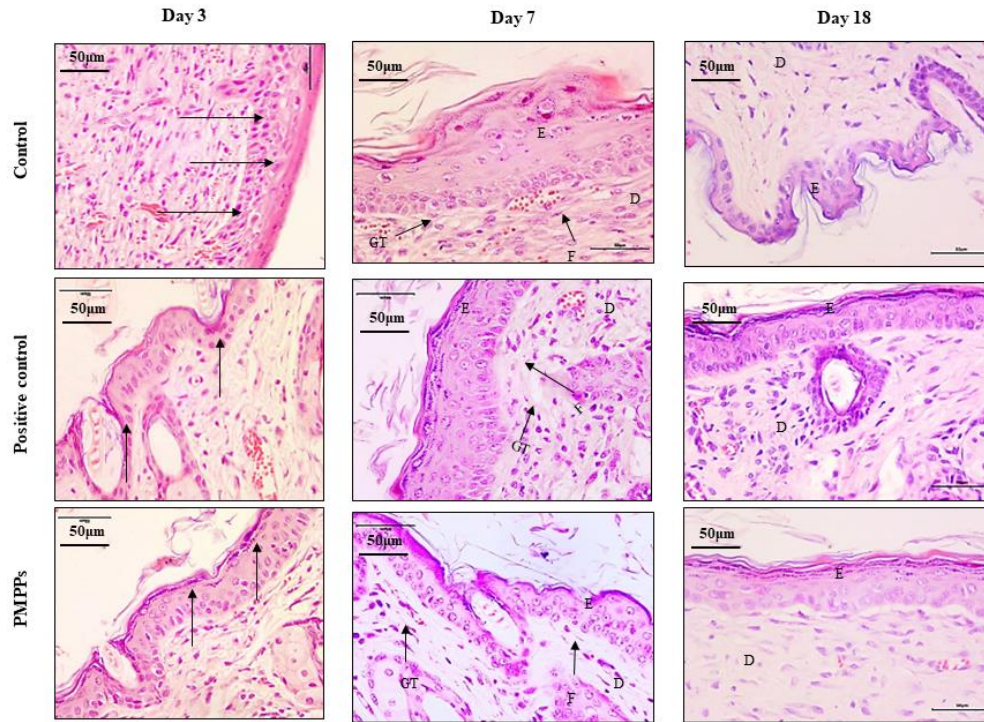 Day 3 Day 7 Day 18
Control
50µm 50µm 50µm
D
E
E
D
GT
F
Positive control
50µm 50µm 50µm
E D E
F
GT
D
PMPPs
50µm 50µm 50µm
E E
GT
F
D
D